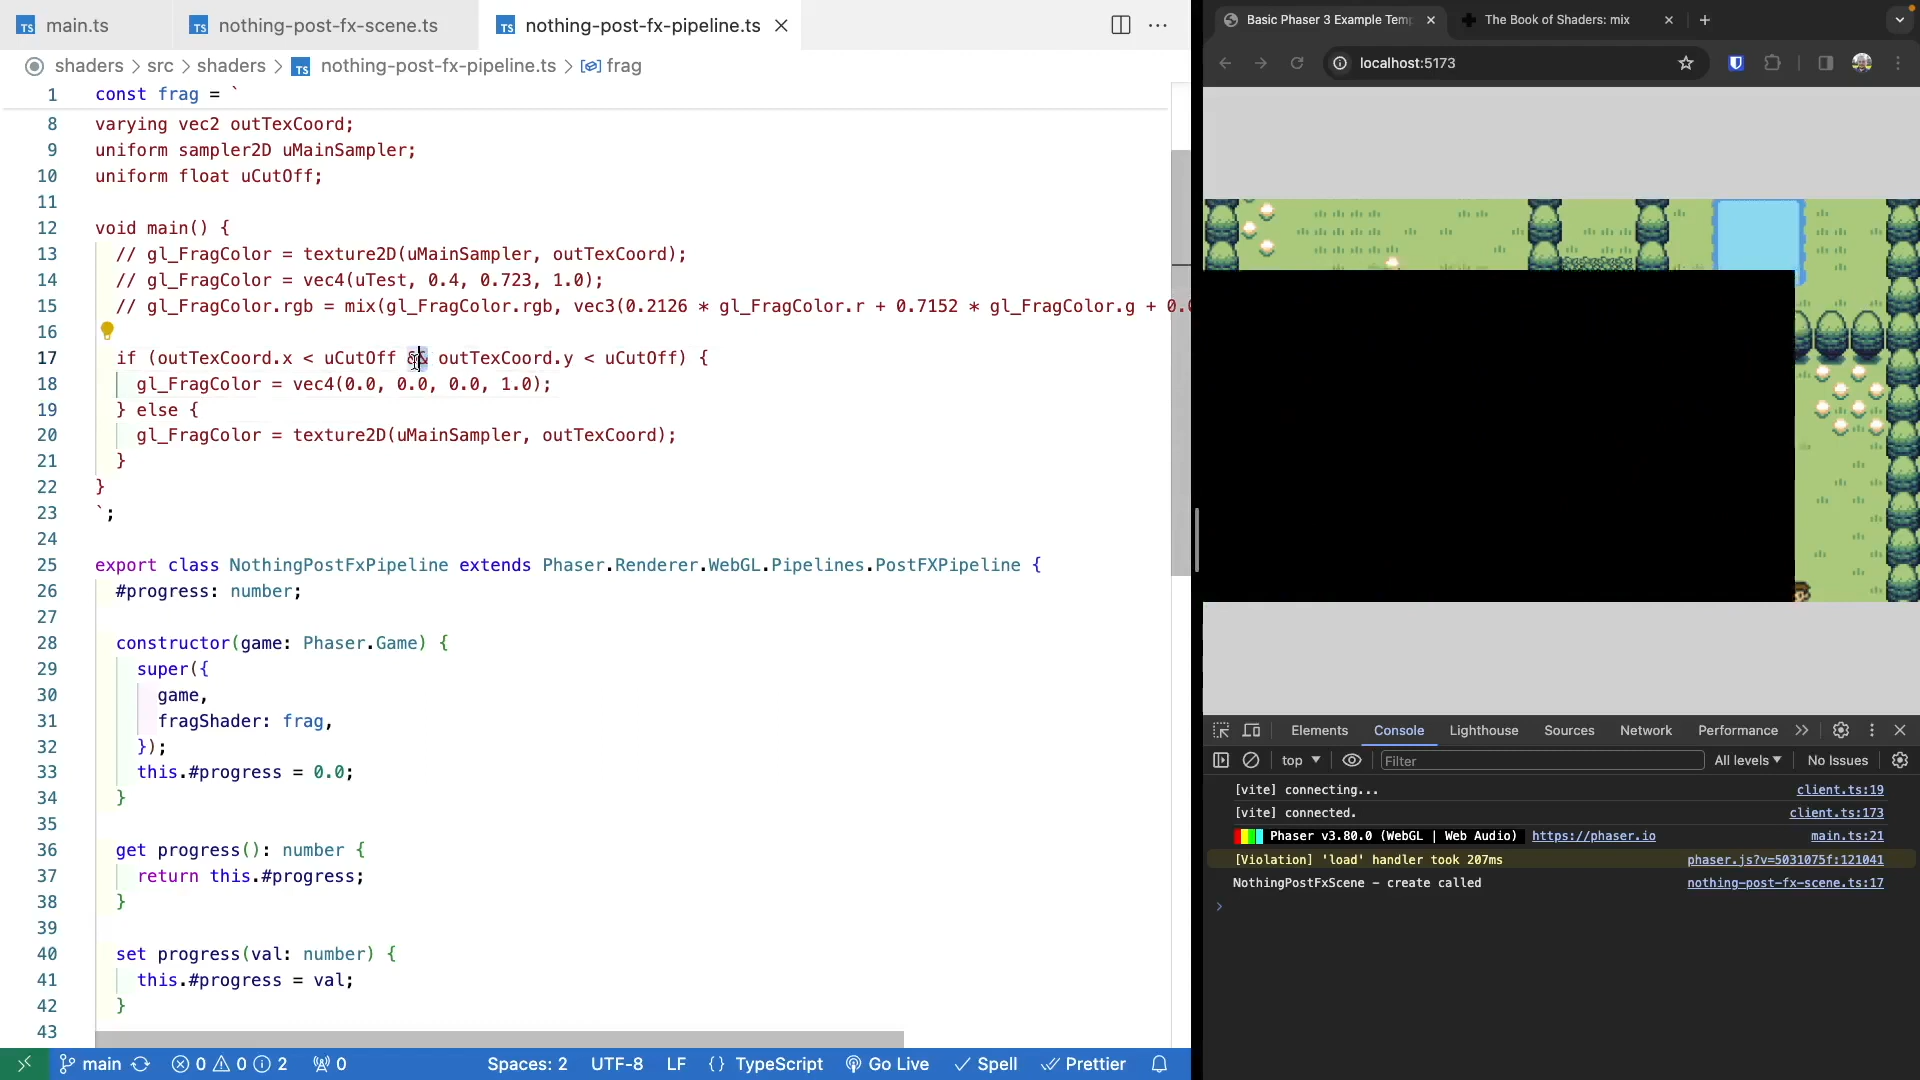 main.ts
nothing-post-fx-scene.ts
nothing-post-fx-pipeline.ts
shaders > src > shaders > nothing-post-fx-pipeline.ts > frag
1 const frag = `
8 varying vec2 outTexCoord;
9 uniform sampler2D uMainSampler;
10 uniform float uCutOff;
11
12 void main() {
13 // gl_FragColor = texture2D(uMainSampler, outTexCoord);
14 // gl_FragColor = vec4(uTest, 0.4, 0.723, 1.0);
15 // gl_FragColor.rgb = mix(gl_FragColor.rgb, vec3(0.2126 * gl_FragColor.r + 0.7152 * gl_FragColor.g + 0.0
16
17 if (outTexCoord.x < uCutOff && outTexCoord.y < uCutOff) {
18 gl_FragColor = vec4(0.0, 0.0, 0.0, 1.0);
19 } else {
20 gl_FragColor = texture2D(uMainSampler, outTexCoord);
21 }
22 }
23 `;
24
25 export class NothingPostFxPipeline extends Phaser.Renderer.WebGL.Pipelines.PostFXPipeline {
26 #progress: number;
27
28 constructor(game: Phaser.Game) {
29 super({
30 game,
31 fragShader: frag,
32 });
33 this.#progress = 0.0;
34 }
35
36 get progress(): number {
37 return this.#progress;
38 }
39
40 set progress(val: number) {
41 this.#progress = val;
42 }
43
main 0 0 2 0 Spaces: 2 UTF-8 LF {} TypeScript Go Live Spell Prettier
Basic Phaser 3 Example Temp
The Book of Shaders: mix
localhost:5173
Elements Console Lighthouse Sources Network Performance
top Filter All levels No Issues
[vite] connecting... client.ts:19
[vite] connected. client.ts:173
Phaser v3.80.0 (WebGL | Web Audio) https://phaser.io main.ts:21
[Violation] 'load' handler took 207ms phaser.js?v=5031075f:121041
NothingPostFxScene – create called nothing-post-fx-scene.ts:17